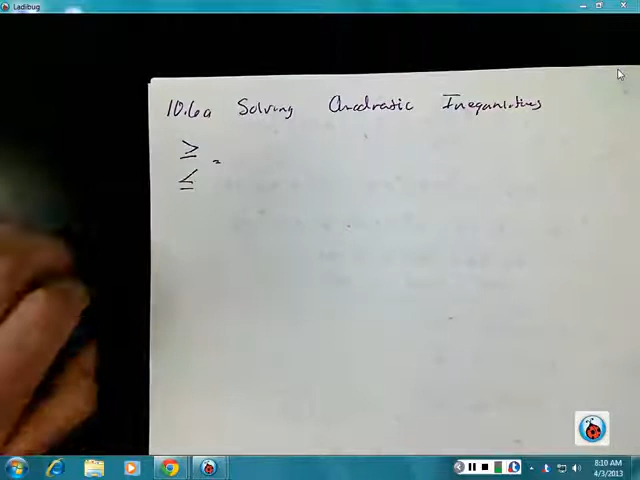 Ladibug
10.6a Solving Quadratic Inequalities
≥
≤ =
8:10 AM
4/3/2013